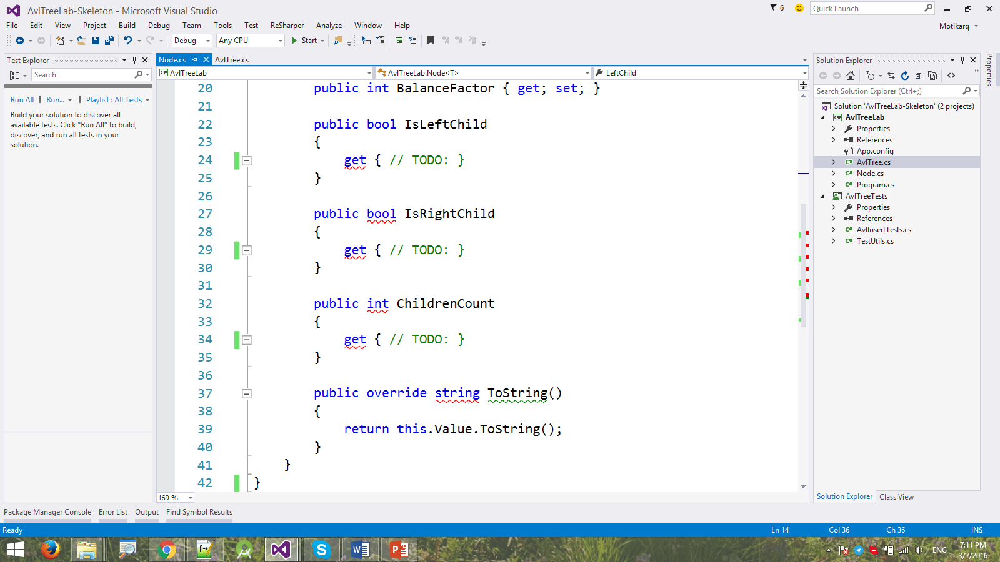 AvlTreeLab-Skeleton - Microsoft Visual Studio
6
Quick Launch
File Edit View Project Build Debug Team Tools Test ReSharper Analyze Window Help
Motikarq
Debug Any CPU Start
Test Explorer
Search
Run All | Run... | Playlist : All Tests
Build your solution to discover all
available tests. Click "Run All" to build,
discover, and run all tests in your
solution.
Node.cs AvlTree.cs
AvlTreeLab AvlTreeLab.Node<T> LeftChild
20 public int BalanceFactor { get; set; }
21
22 public bool IsLeftChild
23 {
24 get { // TODO: }
25 }
26
27 public bool IsRightChild
28 {
29 get { // TODO: }
30 }
31
32 public int ChildrenCount
33 {
34 get { // TODO: }
35 }
36
37 public override string ToString()
38 {
39 return this.Value.ToString();
40 }
41 }
42 }
169 %
Solution Explorer
Search Solution Explorer (Ctrl+;)
Solution 'AvlTreeLab-Skeleton' (2 projects)
AvlTreeLab
Properties
References
App.config
AvlTree.cs
Node.cs
Program.cs
AvlTreeTests
Properties
References
AvlInsertTests.cs
TestUtils.cs
Solution Explorer Class View
Properties
Package Manager Console Error List Output Find Symbol Results
Ready Ln 14 Col 36 Ch 36 INS
ENG
7:11 PM
3/7/2016